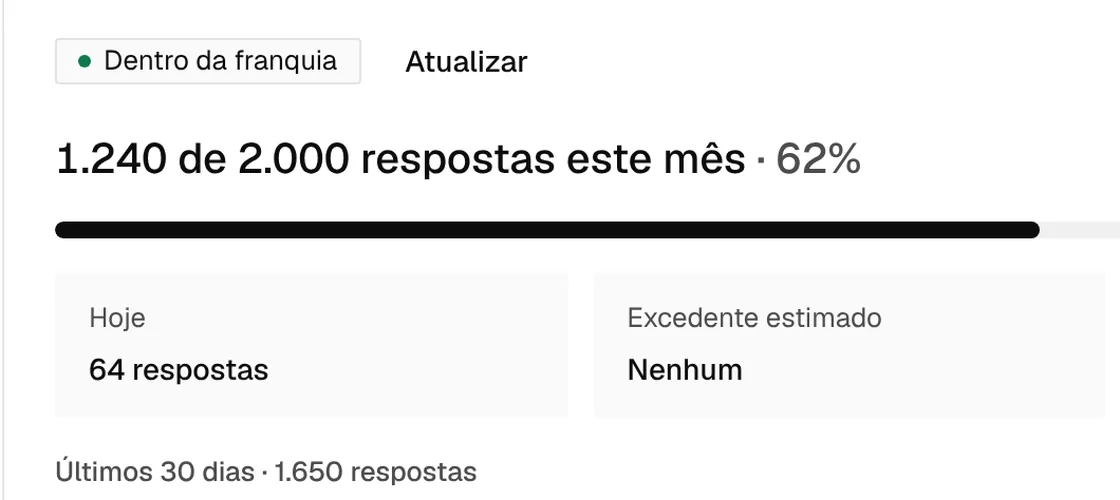 Dentro da franquia Atualizar
1.240 de 2.000 respostas este mês · 62%
Hoje
64 respostas
Excedente estimado
Nenhum
Últimos 30 dias · 1.650 respostas